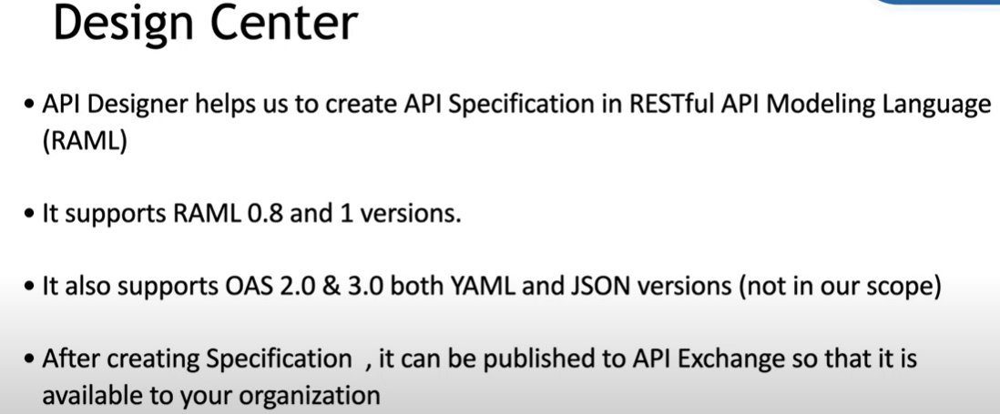 Design Center
• API Designer helps us to create API Specification in RESTful API Modeling Language
(RAML)
• It supports RAML 0.8 and 1 versions.
• It also supports OAS 2.0 & 3.0 both YAML and JSON versions (not in our scope)
• After creating Specification , it can be published to API Exchange so that it is
available to your organization